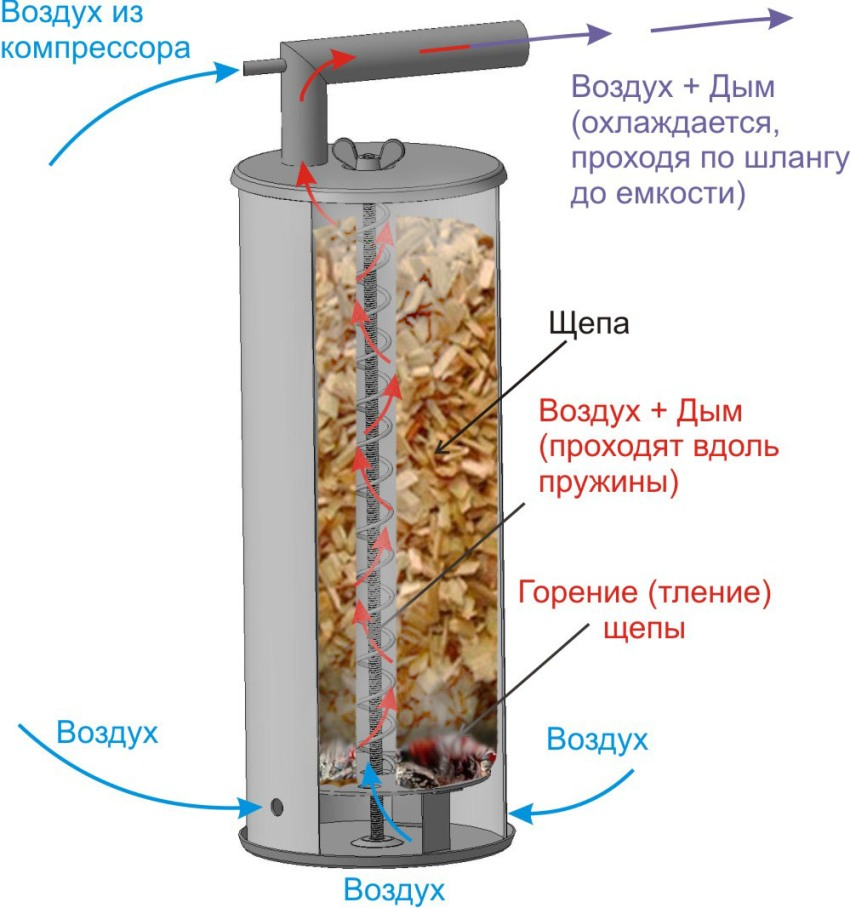 Воздух из
компрессора
Воздух + Дым
(охлаждается,
проходя по шлангу
до емкости)
Щепа
Воздух + Дым
(проходят вдоль
пружины)
Горение (тление)
щепы
Воздух
Воздух
Воздух